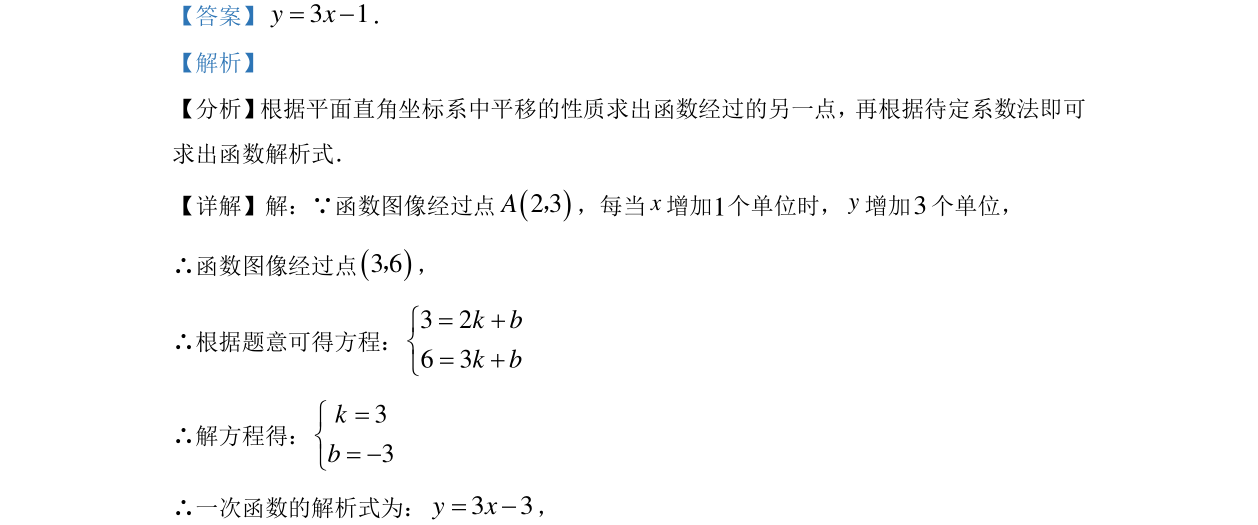 【答案】y=3x−1．
【解析】
【分析】根据平面直角坐标系中平移的性质求出函数经过的另一点，再根据待定系数法即可
求出函数解析式．
【详解】解：∵函数图像经过点 A(2,3)，每当 x 增加1个单位时，y 增加3个单位，
∴函数图像经过点(3,6)，
∴根据题意可得方程：{3=2k+b
6=3k+b
∴解方程得：{k=3
b=−3
∴一次函数的解析式为：y=3x−3，